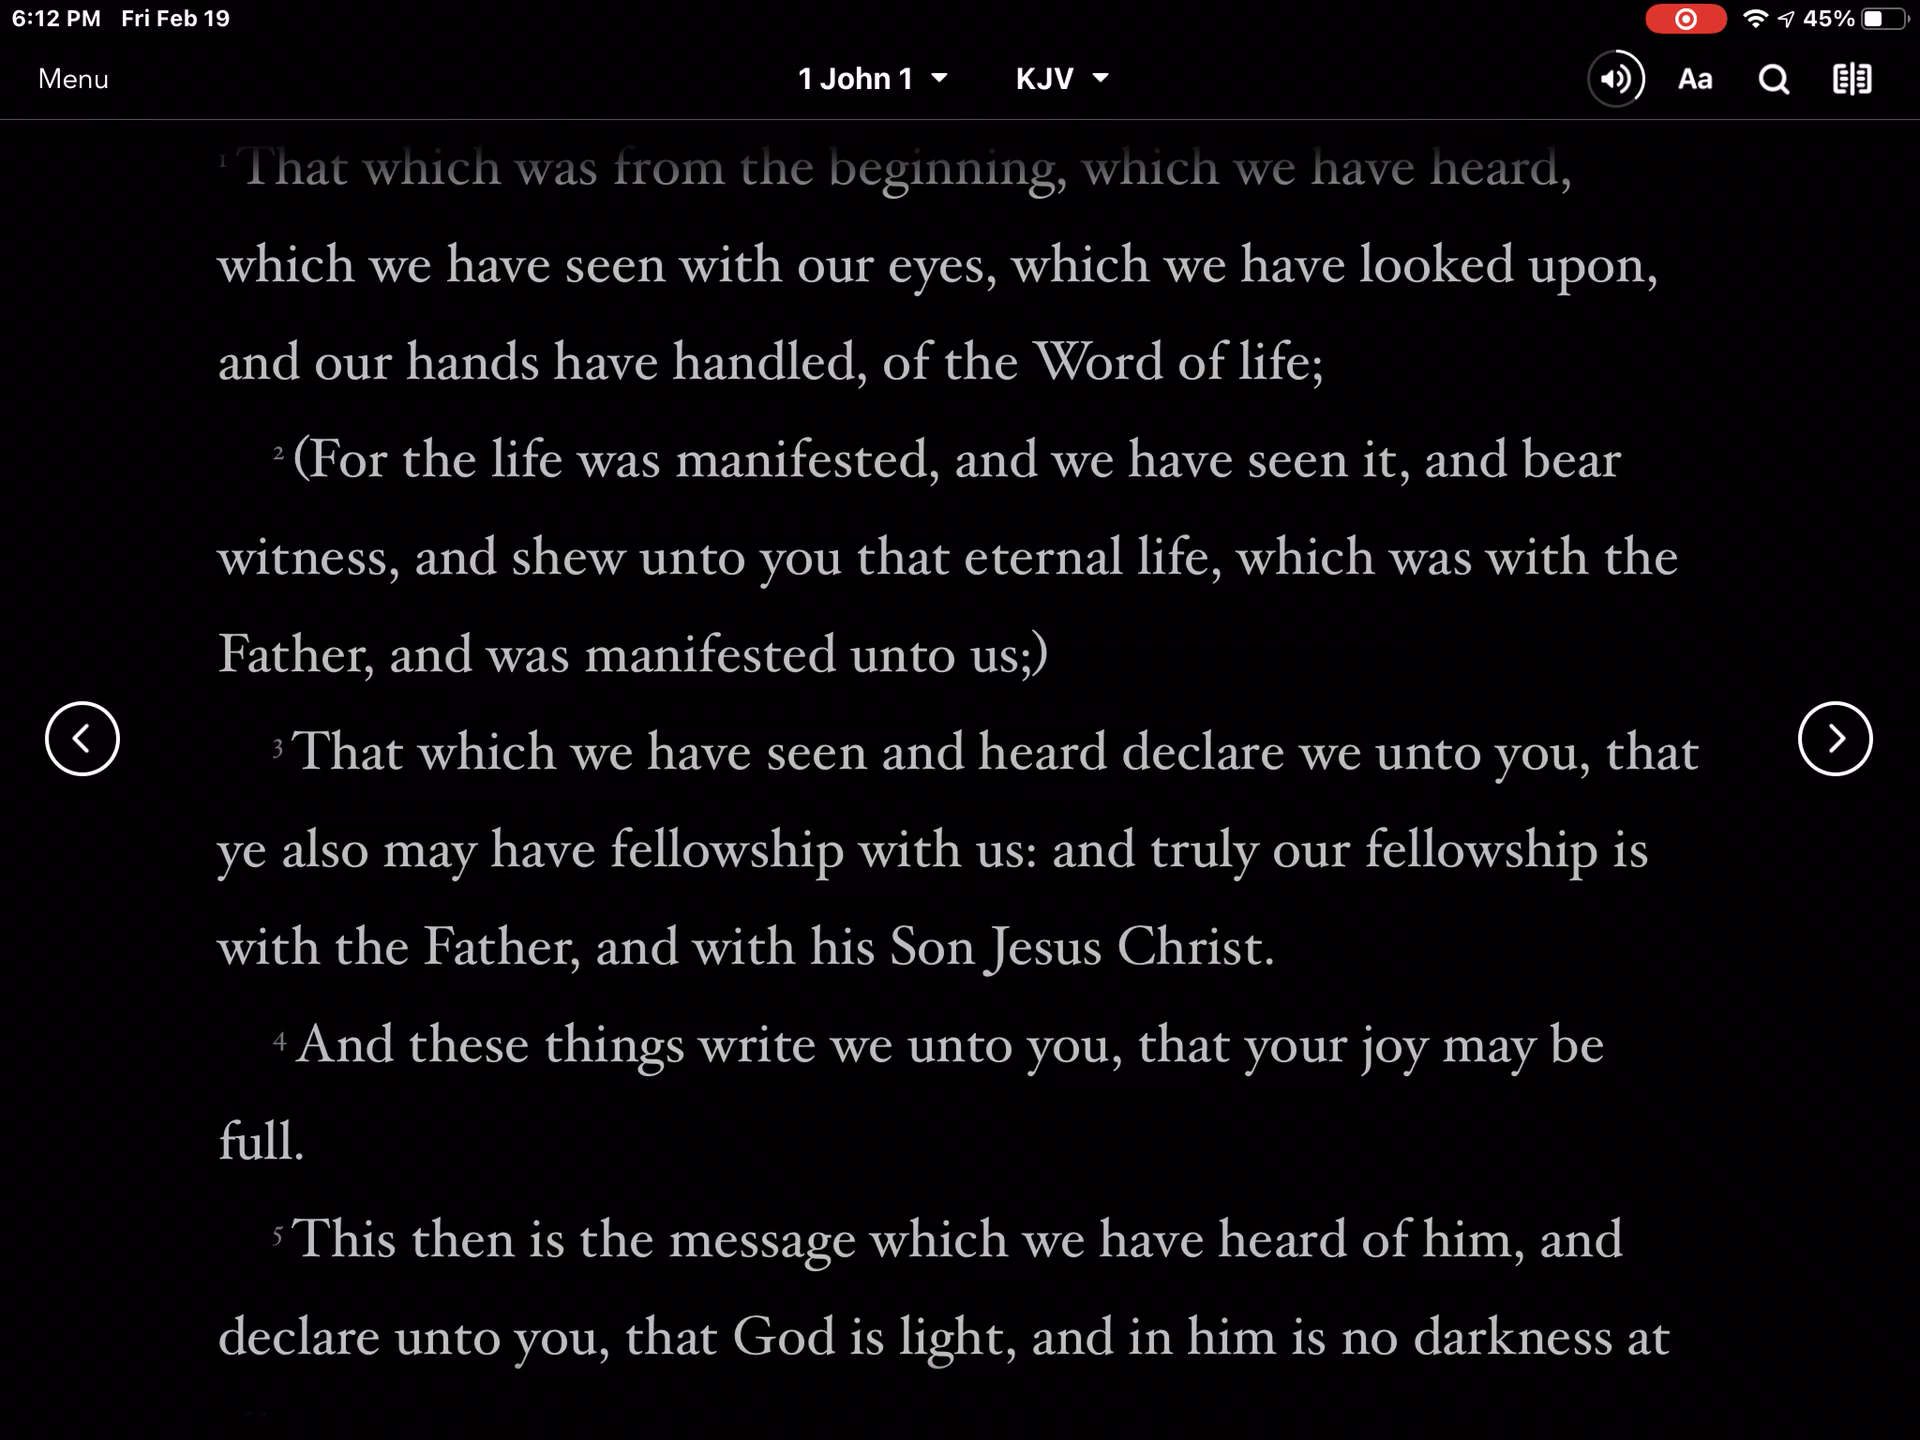 6:12 PM Fri Feb 19 45%
Menu 1 John 1 KJV Aa
1 That which was from the beginning, which we have heard,
which we have seen with our eyes, which we have looked upon,
and our hands have handled, of the Word of life;
2 (For the life was manifested, and we have seen it, and bear
witness, and shew unto you that eternal life, which was with the
Father, and was manifested unto us;)
3 That which we have seen and heard declare we unto you, that
ye also may have fellowship with us: and truly our fellowship is
with the Father, and with his Son Jesus Christ.
4 And these things write we unto you, that your joy may be
full.
5 This then is the message which we have heard of him, and
declare unto you, that God is light, and in him is no darkness at